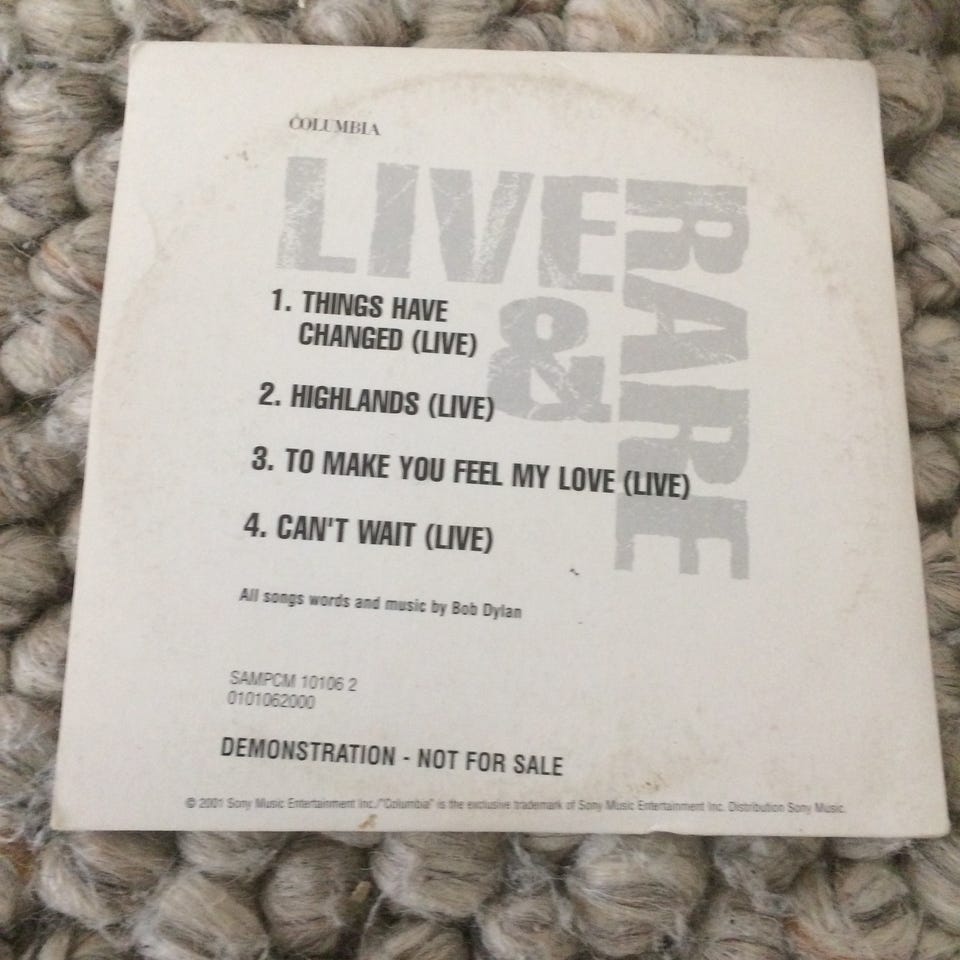 COLUMBIA
LIVE
&
RARE
1. THINGS HAVE
CHANGED (LIVE)
2. HIGHLANDS (LIVE)
3. TO MAKE YOU FEEL MY LOVE (LIVE)
4. CAN'T WAIT (LIVE)
All songs words and music by Bob Dylan
SAMPCM 10106 2
0101062000
DEMONSTRATION - NOT FOR SALE
© 2001 Sony Music Entertainment Inc./"Columbia" is the exclusive trademark of Sony Music Entertainment Inc. Distribution Sony Music.